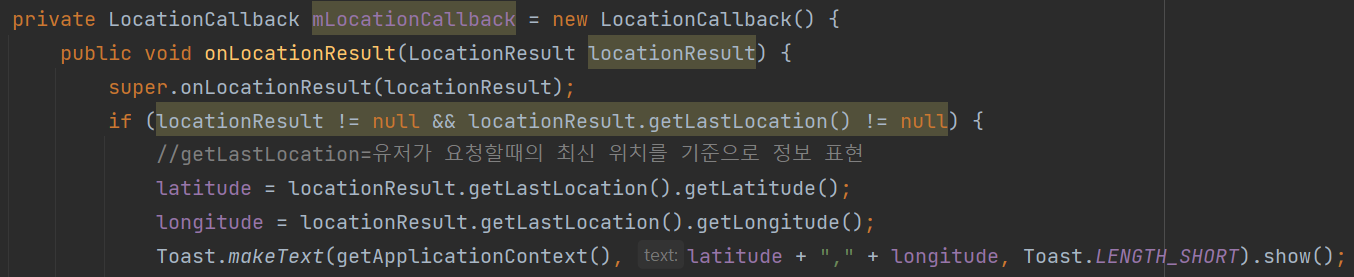 private LocationCallback mLocationCallback = new LocationCallback() {
public void onLocationResult(LocationResult locationResult) {
super.onLocationResult(locationResult);
if (locationResult != null && locationResult.getLastLocation() != null) {
//getLastLocation=유저가 요청할때의 최신 위치를 기준으로 정보 표현
latitude = locationResult.getLastLocation().getLatitude();
longitude = locationResult.getLastLocation().getLongitude();
Toast.makeText(getApplicationContext(), text: latitude + "," + longitude, Toast.LENGTH_SHORT).show();